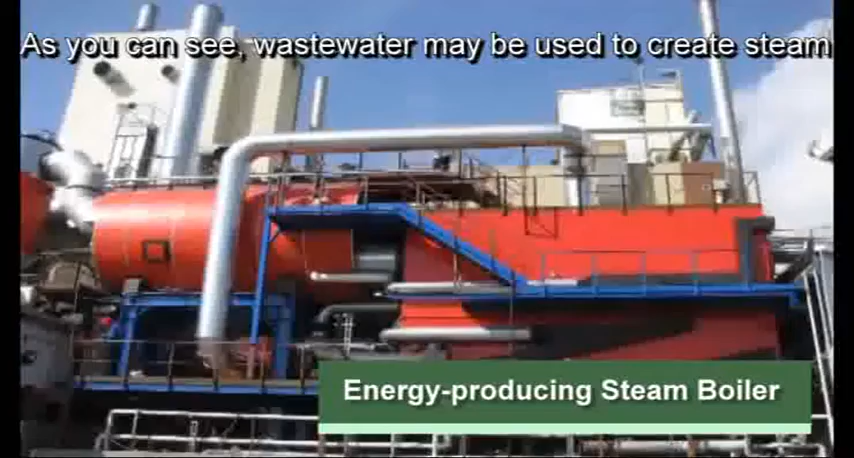 As you can see, wastewater may be used to create steam
Energy-producing Steam Boiler